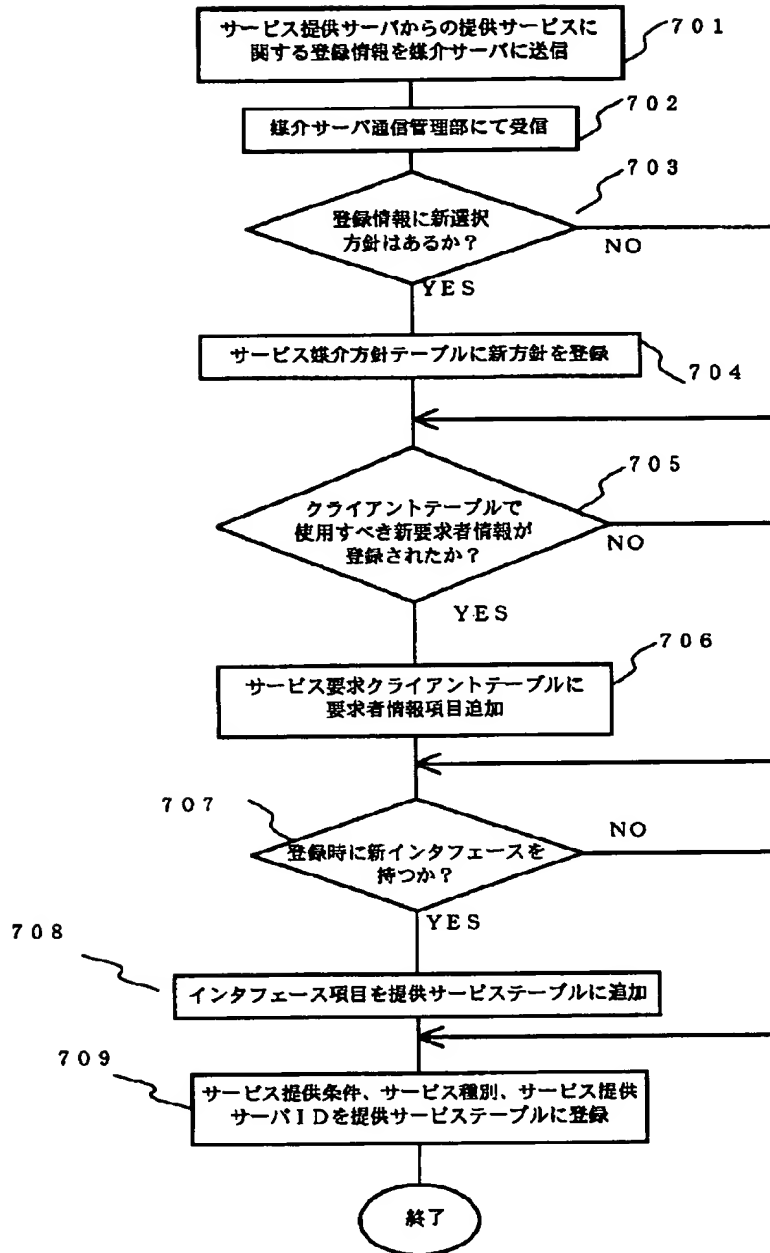 サービス提供サーバからの提供サービスに
関する登録情報を媒介サーバに送信
701
702
媒介サーバ通信管理部にて受信
703
登録情報に新選択
方針はあるか？
NO
YES
サービス媒介方針テーブルに新方針を登録
704
705
クライアントテーブルで
使用すべき新要求者情報が
登録されたか？
NO
YES
706
サービス要求クライアントテーブルに
要求者情報項目追加
707
NO
登録時に新インタフェースを
持つか？
YES
708
インタフェース項目を提供サービステーブルに追加
709
サービス提供条件、サービス種別、サービス提供
サーバIDを提供サービステーブルに登録
終了